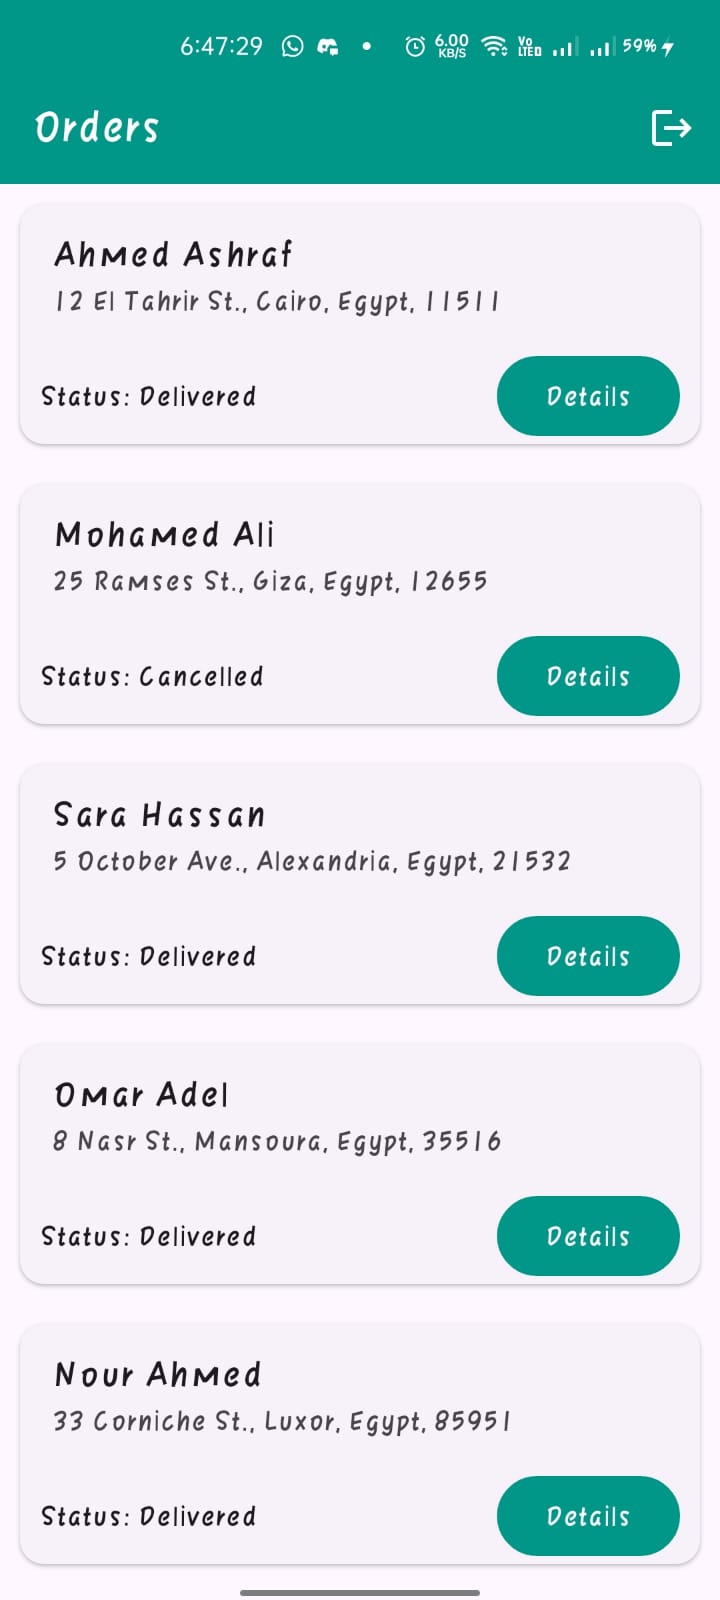 6:47:29 6.00 KB/S Vo LTED 59%
Orders
Ahmed Ashraf
12 El Tahrir St., Cairo, Egypt, 11511
Status: Delivered Details
Mohamed Ali
25 Ramses St., Giza, Egypt, 12655
Status: Cancelled Details
Sara Hassan
5 October Ave., Alexandria, Egypt, 21532
Status: Delivered Details
Omar Adel
8 Nasr St., Mansoura, Egypt, 35516
Status: Delivered Details
Nour Ahmed
33 Corniche St., Luxor, Egypt, 85951
Status: Delivered Details